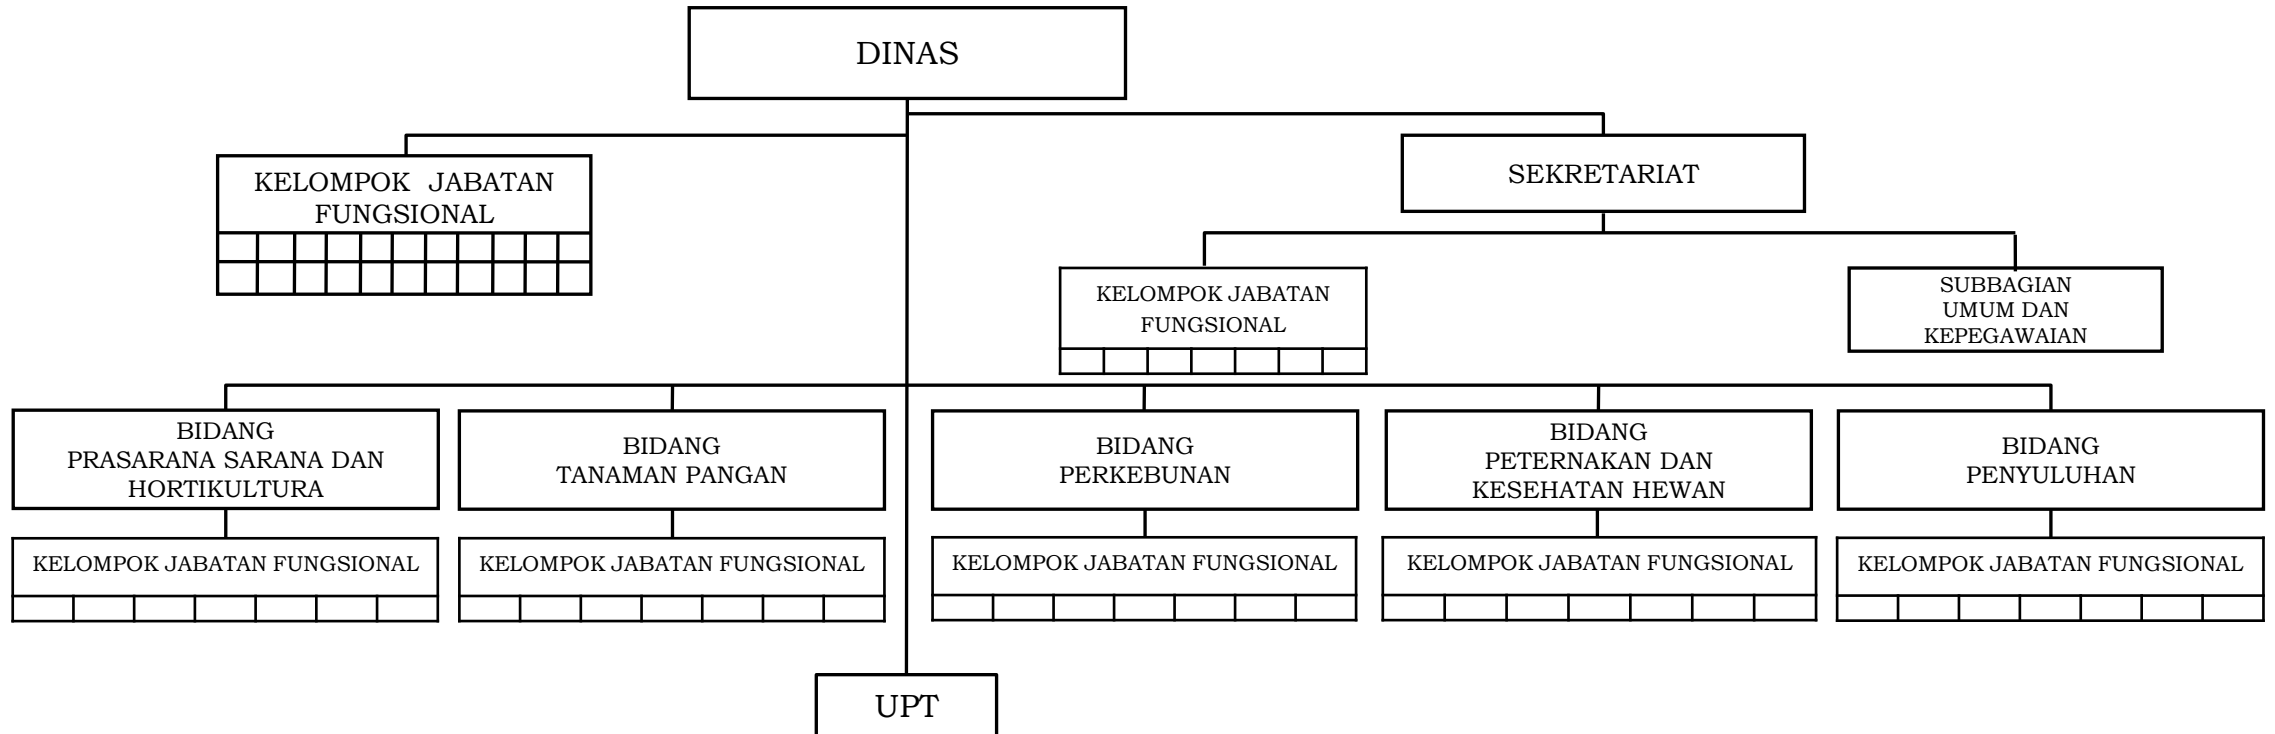 DINAS
KELOMPOK JABATAN
FUNGSIONAL
SEKRETARIAT
KELOMPOK JABATAN
FUNGSIONAL
SUBBAGIAN
UMUM DAN
KEPEGAWAIAN
BIDANG
PRASARANA SARANA DAN
HORTIKULTURA
BIDANG
TANAMAN PANGAN
BIDANG
PERKEBUNAN
BIDANG
PETERNAKAN DAN
KESEHATAN HEWAN
BIDANG
PENYULUHAN
KELOMPOK JABATAN FUNGSIONAL
KELOMPOK JABATAN FUNGSIONAL
KELOMPOK JABATAN FUNGSIONAL
KELOMPOK JABATAN FUNGSIONAL
KELOMPOK JABATAN FUNGSIONAL
UPT